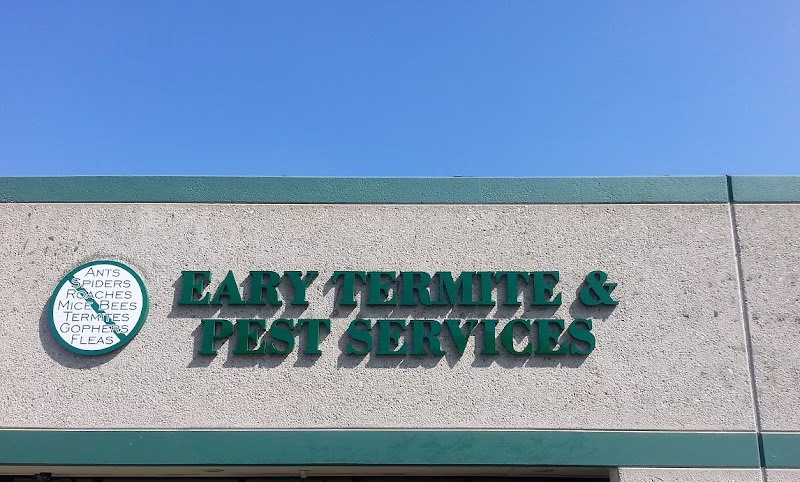 ANTS
SPIDERS
ROACHES
MICE BEES
TERMITES
GOPHERS
FLEAS
EARY TERMITE &
PEST SERVICES